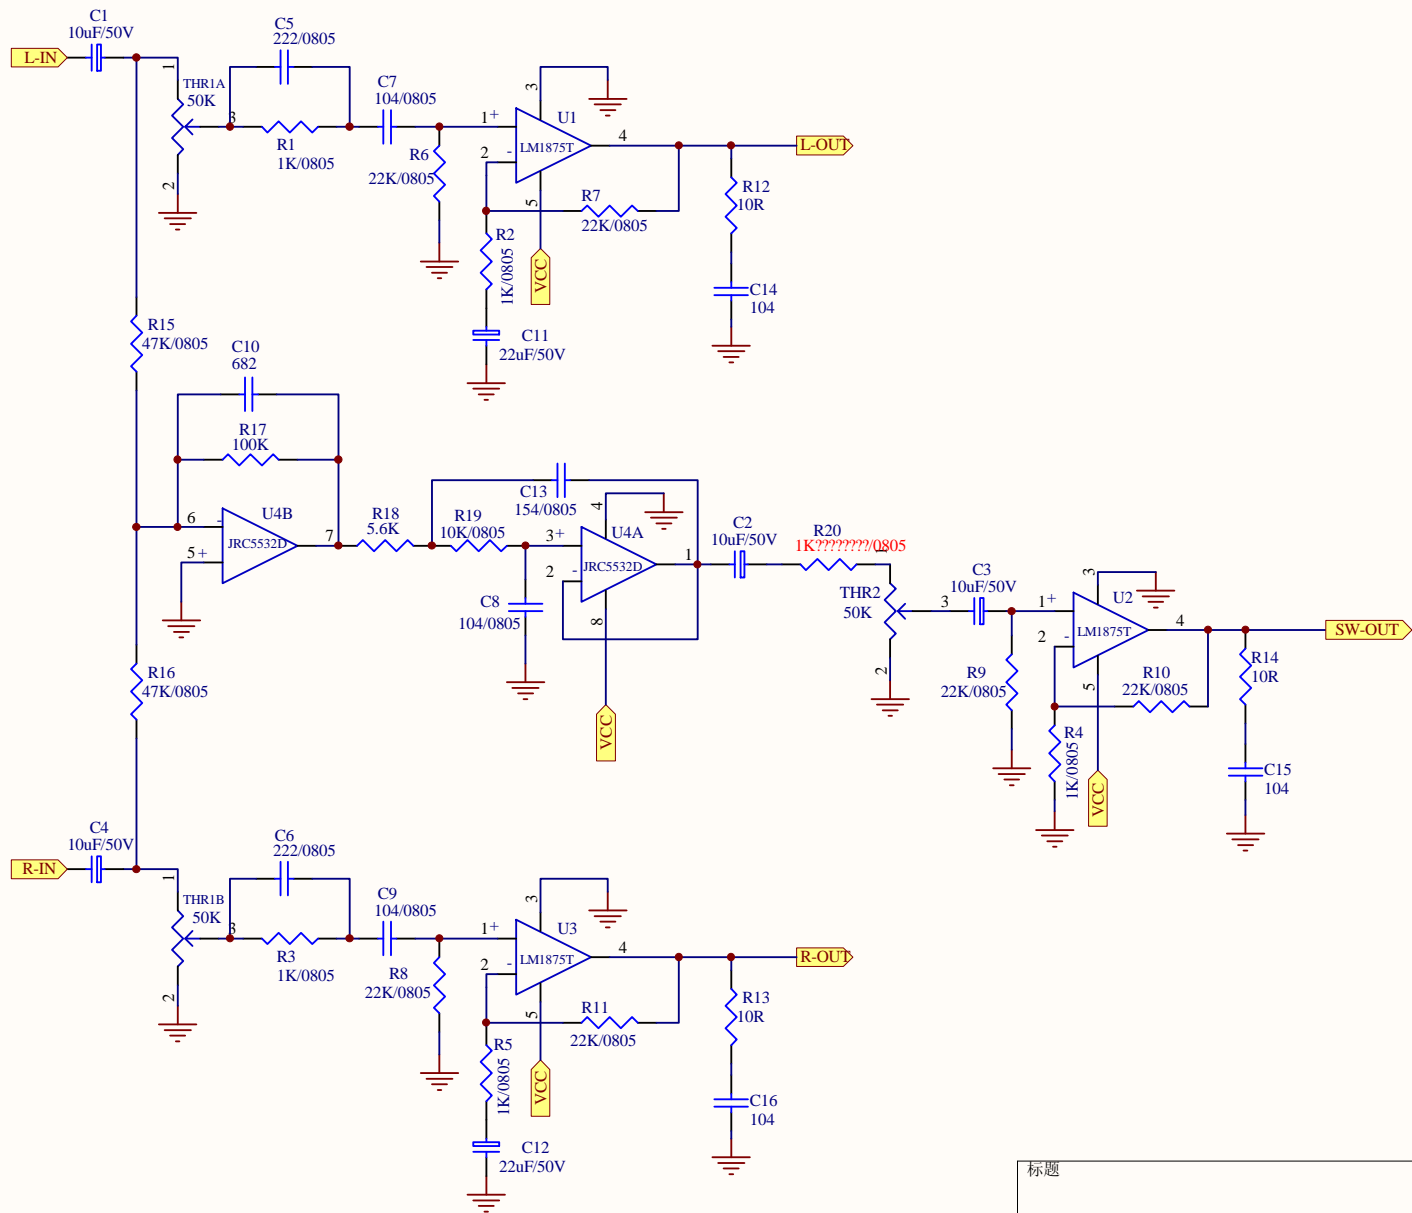 C1
10uF/50V
L-IN
1
THR1A
50K
3
2
C5
222/0805
R1
1K/0805
C7
104/0805
R6
22K/0805
1
+
2
-
3
U1
LM1875T
4
5
VCC
R7
22K/0805
R2
1K/0805
C11
22uF/50V
L-OUT
R12
10R
C14
104
R15
47K/0805
C10
682
R17
100K
6
-
5
+
U4B
JRC5532D
7
R18
5.6K
R19
10K/0805
C13
154/0805
3
+
2
-
4
U4A
JRC5532D
1
8
VCC
C8
104/0805
C2
10uF/50V
R20
1K????????/0805
1
THR2
50K
3
2
C3
10uF/50V
R9
22K/0805
1
+
2
-
3
U2
LM1875T
4
5
VCC
R10
22K/0805
R4
1K/0805
SW-OUT
R14
10R
C15
104
R16
47K/0805
C4
10uF/50V
R-IN
1
THR1B
50K
3
2
C6
222/0805
R3
1K/0805
C9
104/0805
R8
22K/0805
1
+
2
-
3
U3
LM1875T
4
5
VCC
R11
22K/0805
R5
1K/0805
C12
22uF/50V
R-OUT
R13
10R
C16
104
标题